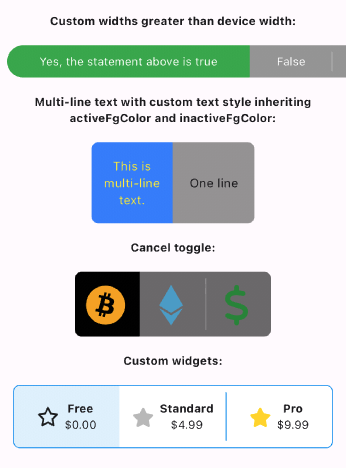 Custom widths greater than device width:
Yes, the statement above is true
False
Multi-line text with custom text style inheriting
activeFgColor and inactiveFgColor:
This is
multi-line
text.
One line
Cancel toggle:
Custom widgets:
Free
$0.00
Standard
$4.99
Pro
$9.99